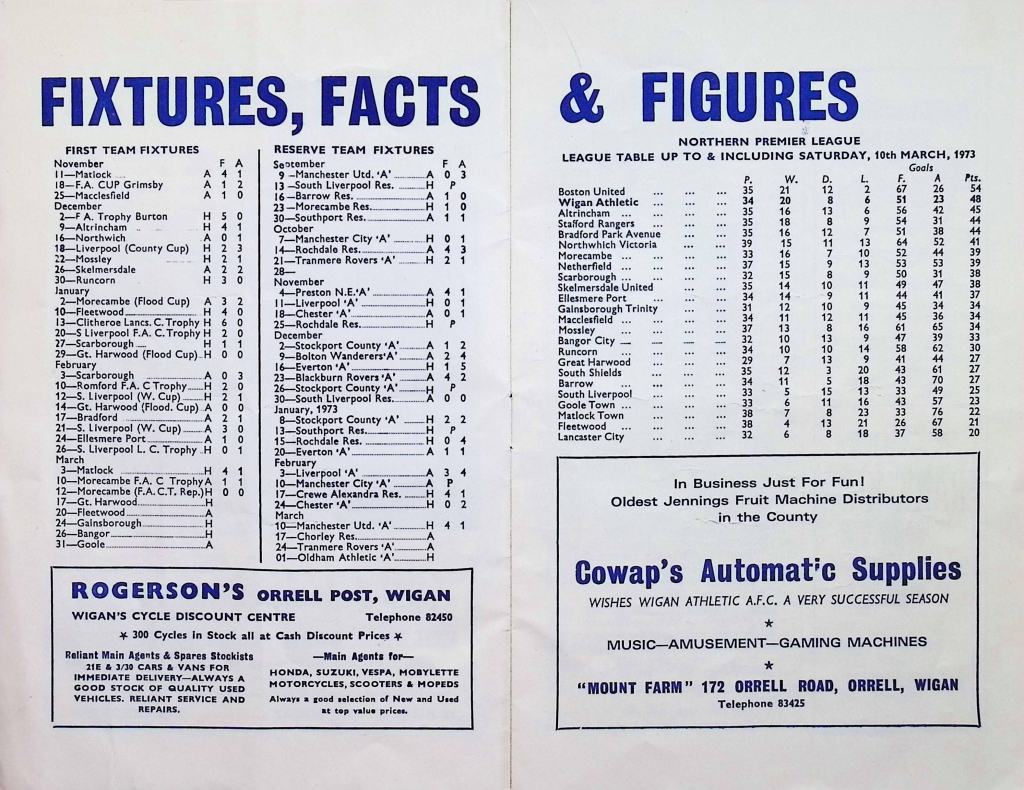 FIXTURES, FACTS
FIRST TEAM FIXTURES
November F A
11—Matlock A 4 1
18—F.A. CUP Grimsby A 1 2
25—Macclesfield A 1 0
December
2—F A. Trophy Burton H 5 0
9—Altrincham H 4 1
16—Northwich A 0 1
18—Liverpool (County Cup) H 2 3
22—Mossley H 2 1
26—Skelmersdale A 2 2
30—Runcorn H 3 0
January
2—Morecambe (Flood Cup) A 3 2
10—Fleetwood H 4 0
13—Clitheroe Lancs. C. Trophy H 6 0
20—S Liverpool F.A. C.Trophy H 2 0
27—Scarborough H 1 1
29—Gt. Harwood (Flood Cup) H 0 0
February
3—Scarborough A 0 3
10—Romford F.A. C Trophy H 2 0
12—S. Liverpool (W. Cup) H 2 1
14—Gt. Harwood (Flood. Cup) A 0 0
17—Bradford A 2 1
21—S. Liverpool (W. Cup) A 3 0
24—Ellesmere Port A 1 0
26—S. Liverpool L. C. Trophy H 0 1
March
3—Matlock H 4 1
10—Morecambe F.A. C Trophy A 1 1
12—Morecambe (F.A.C.T. Rep.) H 0 0
17—Gt. Harwood H
20—Fleetwood A
24—Gainsborough H
26—Bangor H
31—Goole A
RESERVE TEAM FIXTURES
September F A
9—Manchester Utd. 'A' A 0 3
13—South Liverpool Res. H P
16—Barrow Res. A 1 0
23—Morecambe Res. H 1 0
30—Southport Res. A 1 1
October
7—Manchester City 'A' H 0 1
14—Rochdale Res. A 4 3
21—Tranmere Rovers 'A' H 2 1
28—
November
4—Preston N.E. 'A' A 4 1
11—Liverpool 'A' H 0 1
18—Chester 'A' A 0 1
25—Rochdale Res. H P
December
2—Stockport County 'A' A 1 2
9—Bolton Wanderers 'A' A 2 4
16—Everton 'A' H 1 5
23—Blackburn Rovers 'A' A 4 2
26—Stockport County 'A' H P
30—South Liverpool Res. A 0 0
January, 1973
8—Stockport County 'A' H 2 2
13—Southport Res. H P
15—Rochdale Res. H 0 4
20—Everton 'A' A 1 1
February
3—Liverpool 'A' A 3 4
10—Manchester City 'A' A P
17—Crewe Alexandra Res. H 4 1
24—Chester 'A' H 0 2
March
10—Manchester Utd. 'A' H 4 1
17—Chorley Res. A
24—Tranmere Rovers 'A' A
01—Oldham Athletic 'A' H
ROGERSON'S ORRELL POST, WIGAN
WIGAN'S CYCLE DISCOUNT CENTRE Telephone 82450
★ 300 Cycles in Stock all at Cash Discount Prices ★
Reliant Main Agents & Spares Stockists
21E & 3/30 CARS & VANS FOR
IMMEDIATE DELIVERY—ALWAYS A
GOOD STOCK OF QUALITY USED
VEHICLES. RELIANT SERVICE AND
REPAIRS.
—Main Agents for—
HONDA, SUZUKI, VESPA, MOBYLETTE
MOTORCYCLES, SCOOTERS & MOPEDS
Always a good selection of New and Used
at top value prices.
& FIGURES
NORTHERN PREMIER LEAGUE
LEAGUE TABLE UP TO & INCLUDING SATURDAY, 10th MARCH, 1973
Goals
P. W. D. L. F. A Pts.
Boston United ... ... ... 35 21 12 2 67 26 54
Wigan Athletic ... ... ... 34 20 8 6 51 23 48
Altrincham ... ... ... ... 35 16 13 6 56 42 45
Stafford Rangers ... ... ... 35 18 8 9 54 31 44
Bradford Park Avenue ... ... ... 35 16 12 7 51 38 44
Northwhich Victoria ... ... ... 39 15 11 13 64 52 41
Morecambe ... ... ... ... 33 16 7 10 52 44 39
Netherfield ... ... ... 37 15 9 13 53 53 39
Scarborough ... ... ... ... 32 15 8 9 50 31 38
Skelmersdale United ... ... ... 35 14 10 11 49 47 38
Ellesmere Port ... ... ... 34 14 9 11 44 41 37
Gainsborough Trinity ... ... ... 31 12 10 9 45 34 34
Macclesfield ... ... ... ... 34 11 12 11 45 36 34
Mossley ... ... ... ... 37 13 8 16 61 65 34
Bangor City ... ... ... ... 32 10 13 9 47 39 33
Runcorn ... ... ... ... 34 10 10 14 58 62 30
Great Harwood ... ... ... 29 7 13 9 41 44 27
South Shields ... ... ... 35 12 3 20 43 61 27
Barrow ... ... ... ... 34 11 5 18 43 70 27
South Liverpool ... ... ... 33 5 15 13 33 49 25
Goole Town ... ... ... ... 33 6 11 16 43 57 23
Matlock Town ... ... ... 38 7 8 23 33 76 22
Fleetwood ... ... ... ... 38 4 13 21 26 67 21
Lancaster City ... ... ... 32 6 8 18 37 58 20
In Business Just For Fun!
Oldest Jennings Fruit Machine Distributors
in the County
Cowap's Automatic Supplies
WISHES WIGAN ATHLETIC A.F.C. A VERY SUCCESSFUL SEASON
★
MUSIC—AMUSEMENT—GAMING MACHINES
★
"MOUNT FARM" 172 ORRELL ROAD, ORRELL, WIGAN
Telephone 83425